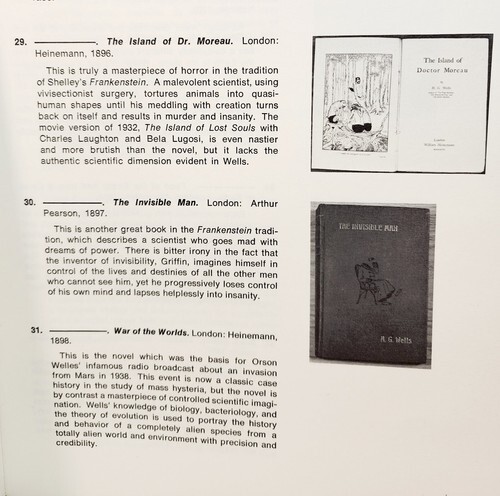 29. ________. The Island of Dr. Moreau. London:
Heinemann, 1896.
This is truly a masterpiece of horror in the tradition
of Shelley's Frankenstein. A malevolent scientist, using
vivisectionist surgery, tortures animals into quasi-
human shapes until his meddling with creation turns
back on itself and results in murder and insanity. The
movie version of 1932, The Island of Lost Souls with
Charles Laughton and Bela Lugosi, is even nastier
and more brutish than the novel, but it lacks the
authentic scientific dimension evident in Wells.
The Island of
Doctor Moreau
by
H. G. Wells
London
William Heinemann
30. ________. The Invisible Man. London: Arthur
Pearson, 1897.
This is another great book in the Frankenstein tradi-
tion, which describes a scientist who goes mad with
dreams of power. There is bitter irony in the fact that
the inventor of invisibility, Griffin, imagines himself in
control of the lives and destinies of all the other men
who cannot see him, yet he progressively loses control
of his own mind and lapses helplessly into insanity.
THE INVISIBLE MAN
H. G. Wells
31. ________. War of the Worlds. London: Heinemann,
1898.
This is the novel which was the basis for Orson
Welles' infamous radio broadcast about an invasion
from Mars in 1938. This event is now a classic case
history in the study of mass hysteria, but the novel is
by contrast a masterpiece of controlled scientific imagi-
nation. Wells' knowledge of biology, bacteriology, and
the theory of evolution is used to portray the history
and behavior of a completely alien species from a
totally alien world and environment with precision and
credibility.